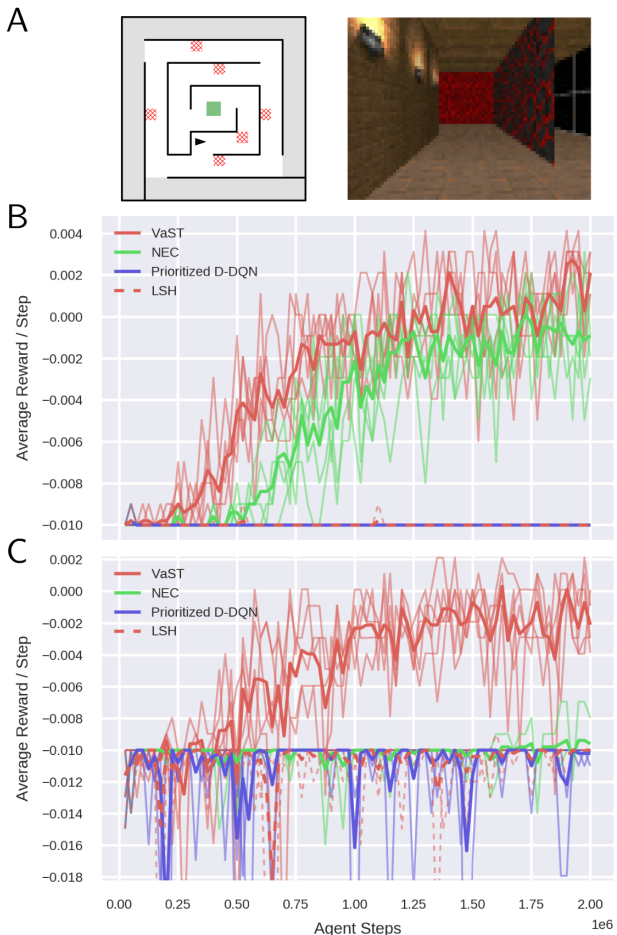 A
B
Average Reward / Step
0.004
0.002
0.000
−0.002
−0.004
−0.006
−0.008
−0.010
VaST
NEC
Prioritized D-DQN
LSH
C
Average Reward / Step
0.002
0.000
−0.002
−0.004
−0.006
−0.008
−0.010
−0.012
−0.014
−0.016
−0.018
VaST
NEC
Prioritized D-DQN
LSH
0.00 0.25 0.50 0.75 1.00 1.25 1.50 1.75 2.00
1e6
Agent Steps